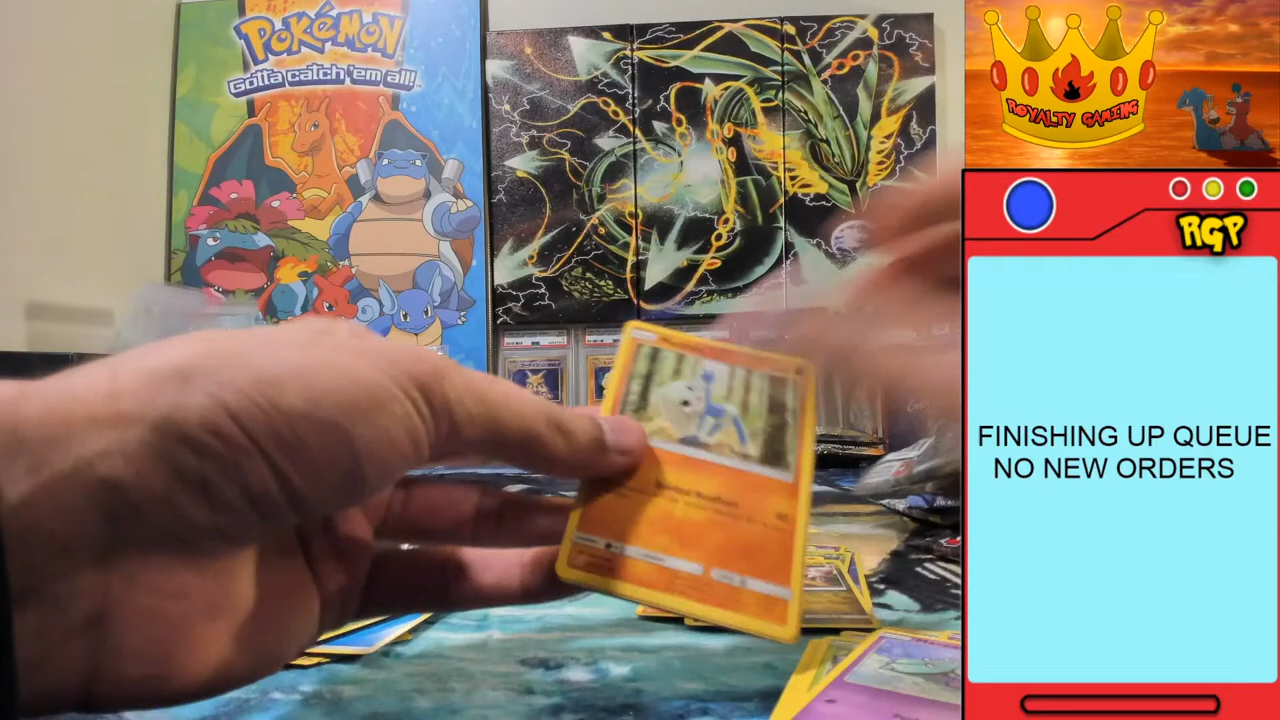 POKéMON
Gotta catch 'em all!
ROYALTY GAMING
RGP
FINISHING UP QUEUE
NO NEW ORDERS